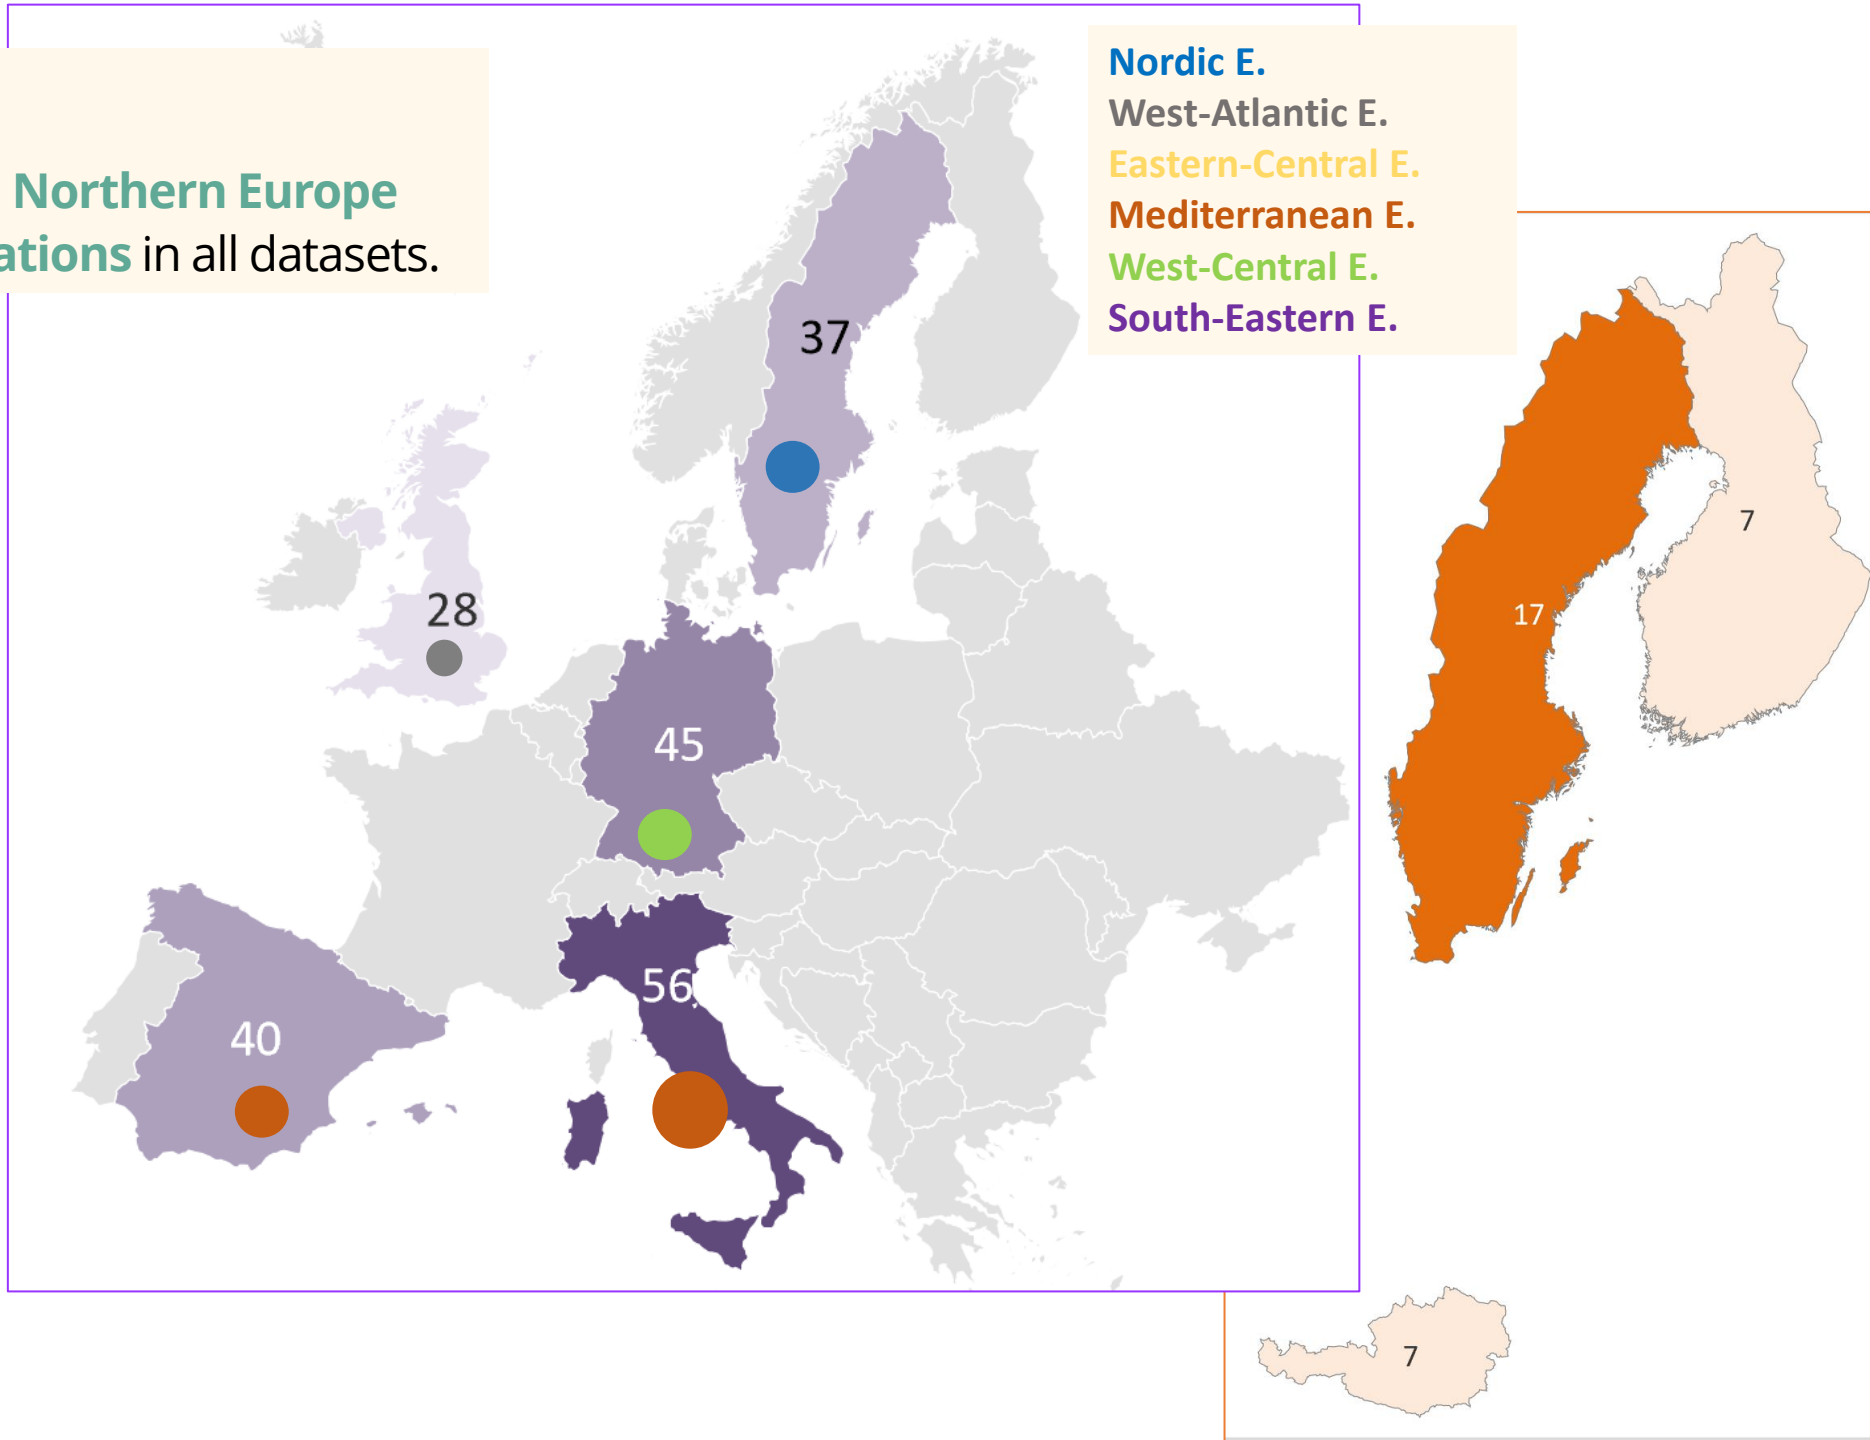 Northern Europe
ations in all datasets.
Nordic E.
West-Atlantic E.
Eastern-Central E.
Mediterranean E.
West-Central E.
South-Eastern E.
37
28
45
56
40
17
7
7